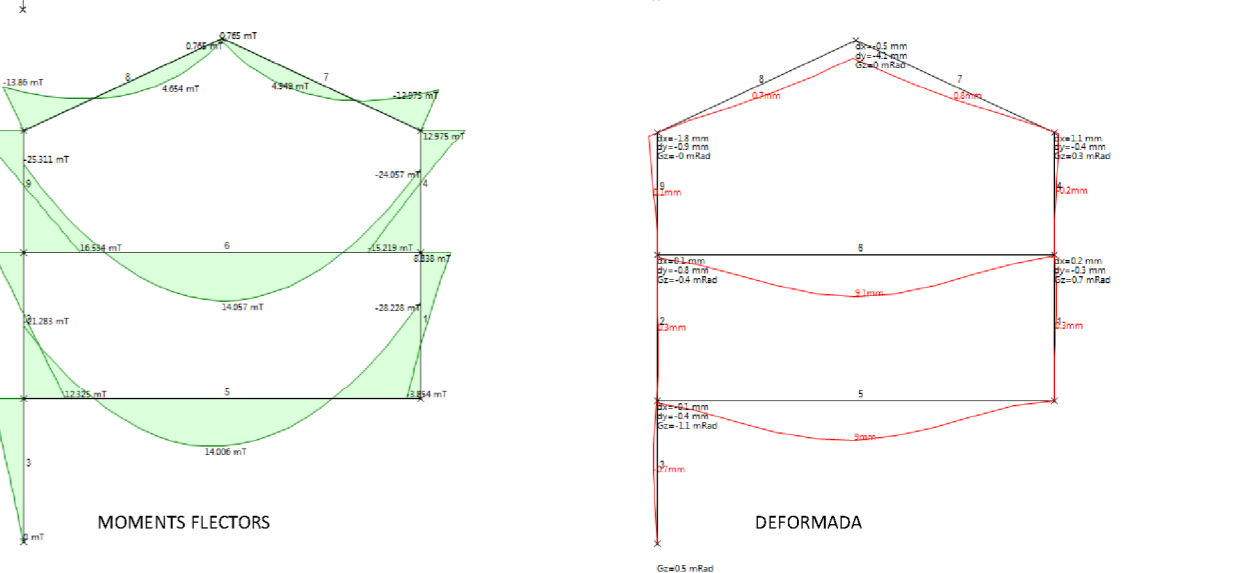 0.765 mT
0.765 mT
8
7
-13.86 mT
4.654 mT
4.949 mT
-12.975 mT
12.975 mT
-25.311 mT
9
-24.057 mT
4
16.534 mT
6
-15.219 mT
8.838 mT
14.057 mT
-28.228 mT
-21.283 mT
1
12.325 mT
5
-3.854 mT
14.006 mT
3
0 mT
MOMENTS FLECTORS
dx=-0.5 mm
dy=-4.1 mm
Gz=0 mRad
8
7
0.7mm
0.8mm
dx=-1.8 mm
dy=-0.9 mm
Gz=-0 mRad
dx=1.1 mm
dy=-0.4 mm
Gz=0.3 mRad
9
4
0.2mm
6
dx=0.1 mm
dy=-0.8 mm
Gz=-0.4 mRad
dx=0.2 mm
dy=-0.3 mm
Gz=0.7 mRad
9.1mm
2
0.3mm
1
0.3mm
5
dx=-0.1 mm
dy=-0.4 mm
Gz=-1.1 mRad
9mm
3
0.7mm
DEFORMADA
Gz=0.5 mRad